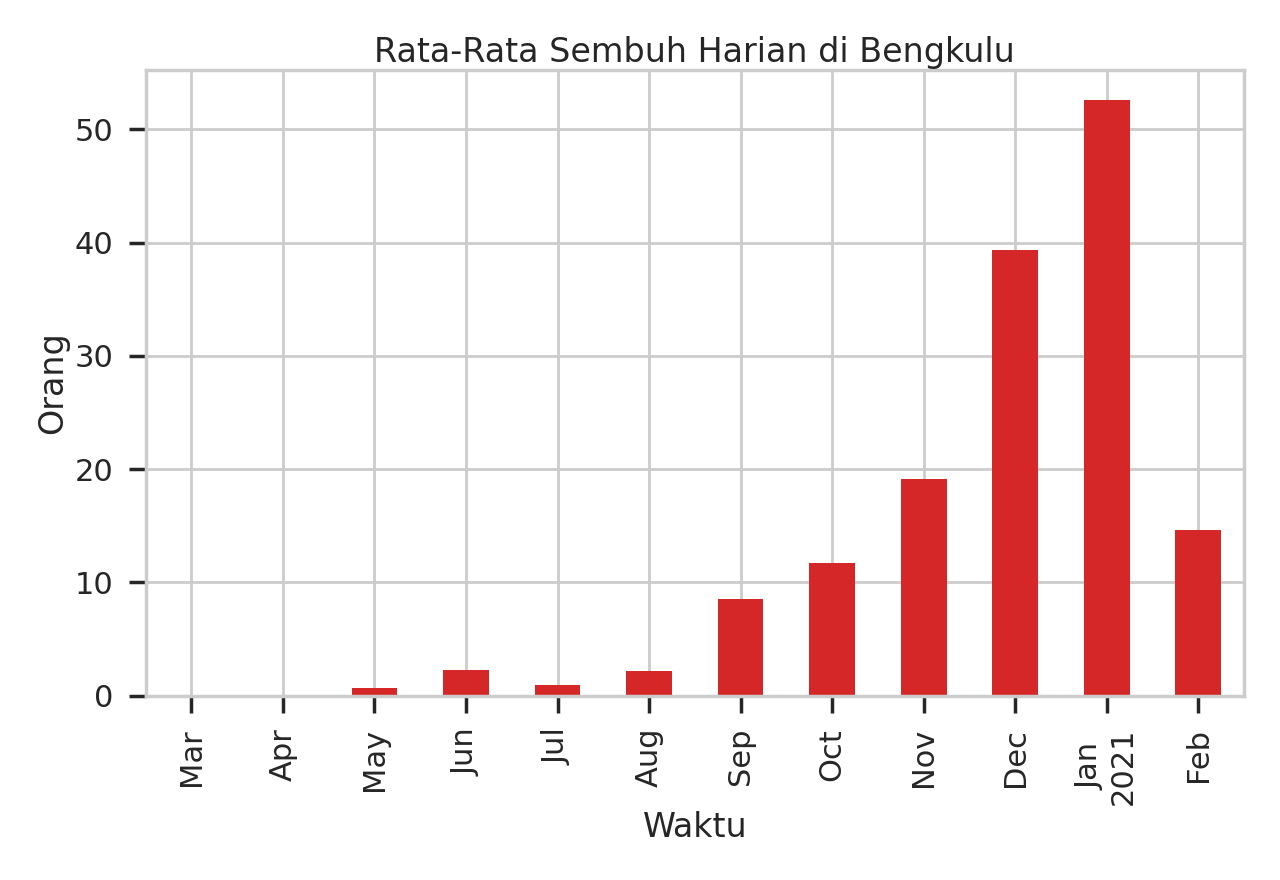 Rata-Rata Sembuh Harian di Bengkulu
Orang
50
40
30
20
10
0
Mar
Apr
May
Jun
Jul
Aug
Sep
Oct
Nov
Dec
Jan
2021
Feb
Waktu